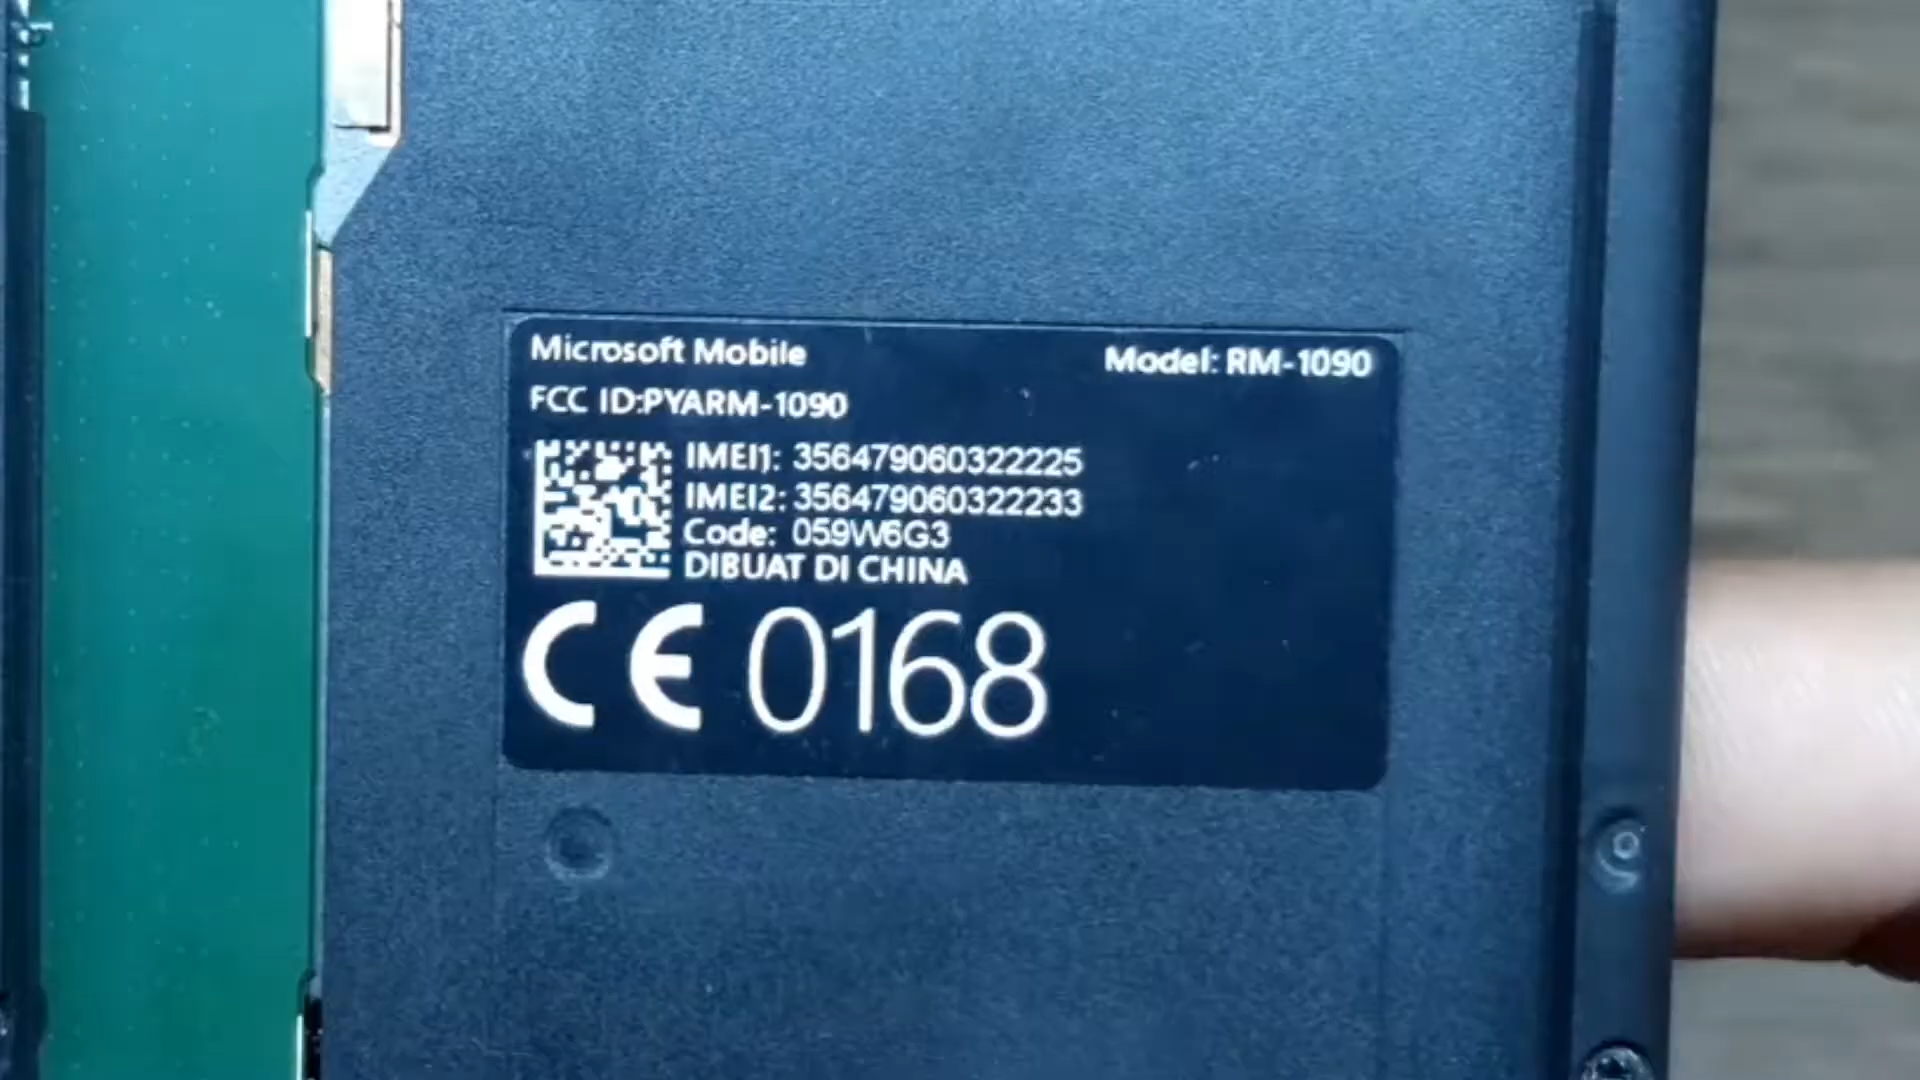 Microsoft Mobile Model: RM-1090
FCC ID:PYARM-1090
IMEI1: 356479060322225
IMEI2: 356479060322233
Code: 059W6G3
DIBUAT DI CHINA
CE 0168